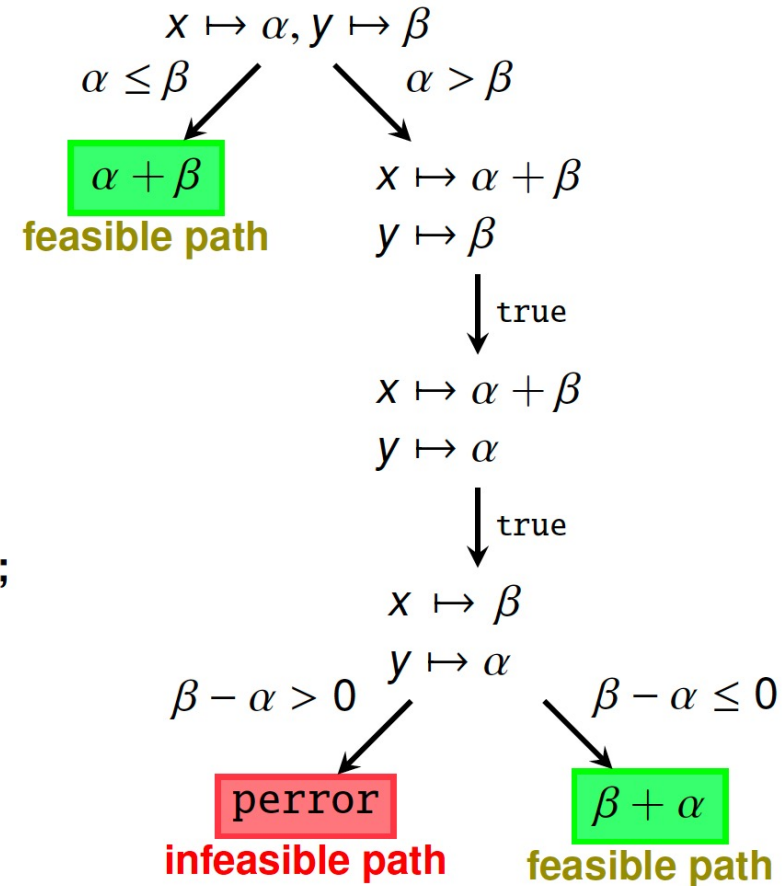 x ↦ α, y ↦ β
α ≤ β
α > β
α + β
feasible path
x ↦ α + β
y ↦ β
true
x ↦ α + β
y ↦ α
true
;
x ↦ β
y ↦ α
β − α > 0
β − α ≤ 0
perror
infeasible path
β + α
feasible path